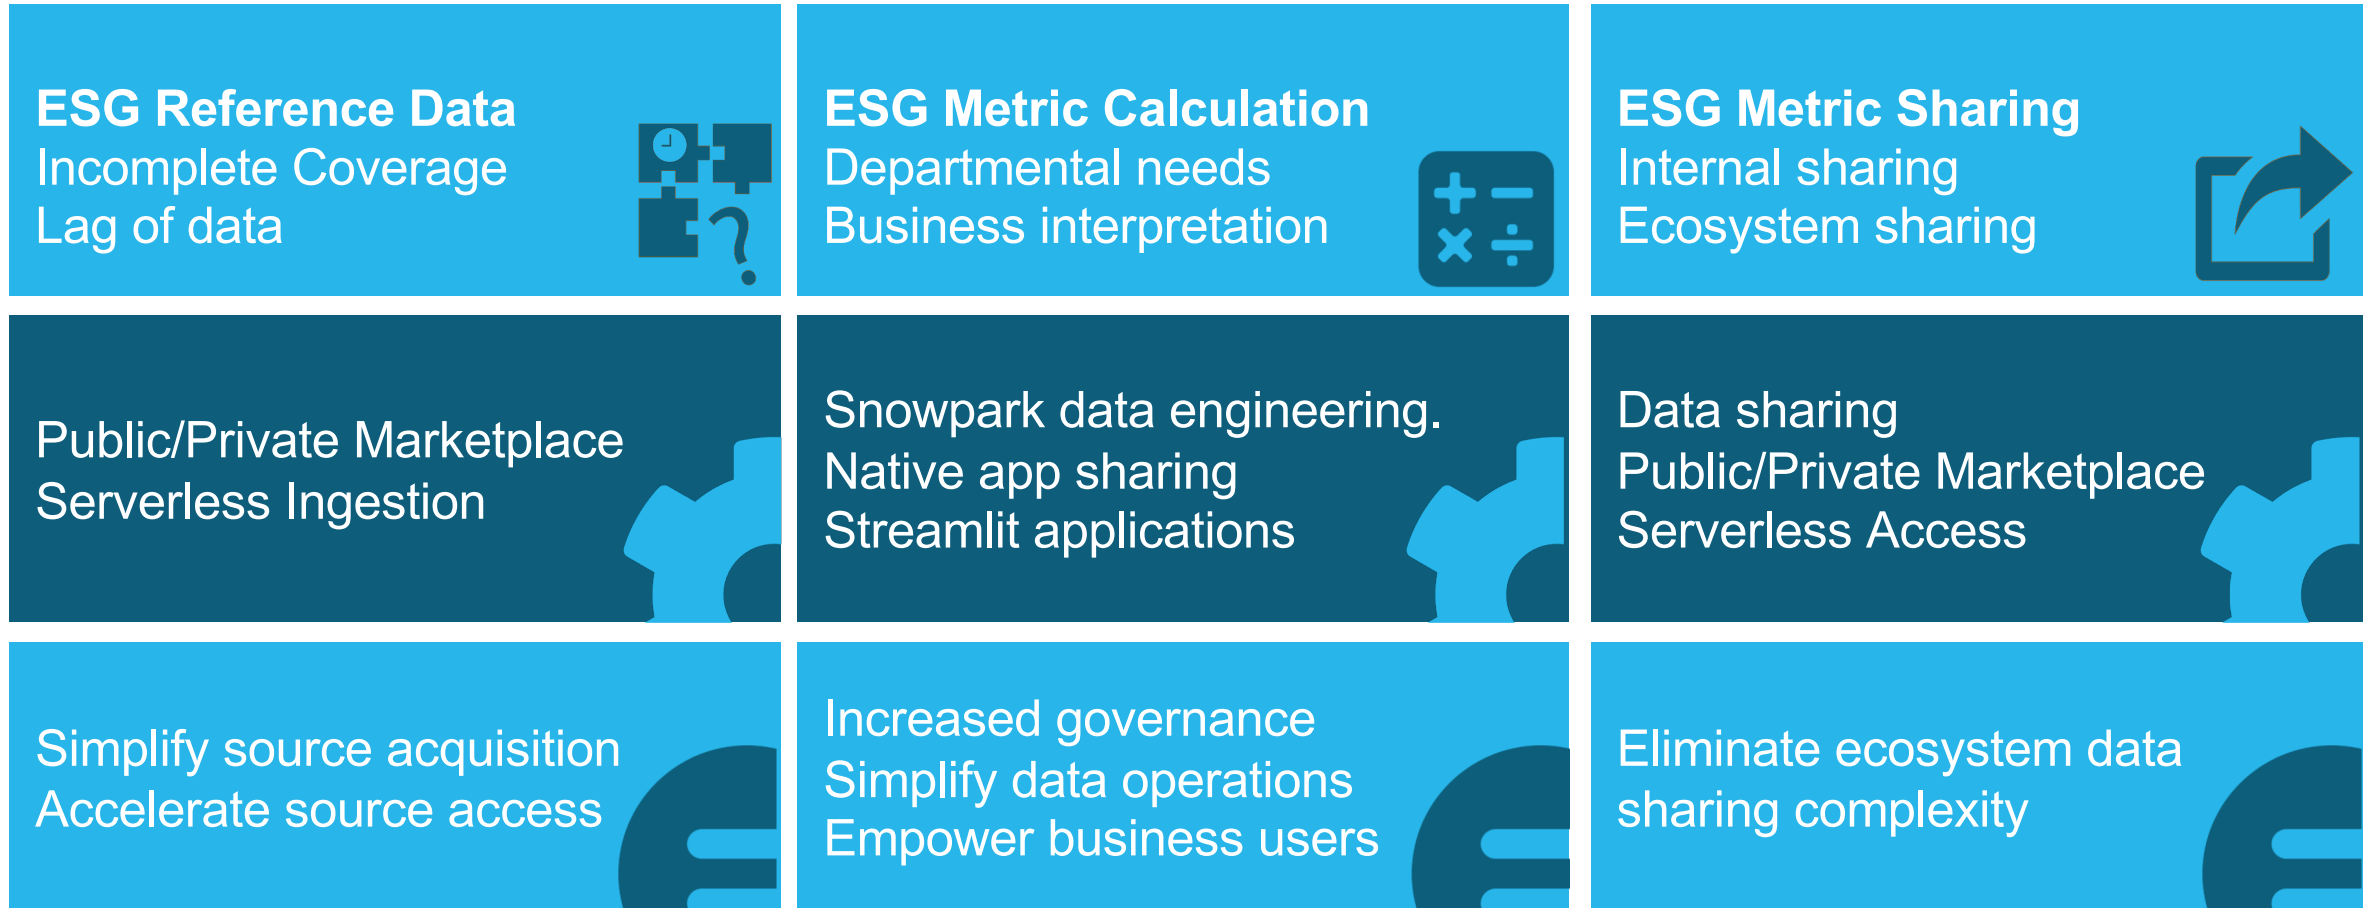 ESG Reference Data
Incomplete Coverage
Lag of data
ESG Metric Calculation
Departmental needs
Business interpretation
ESG Metric Sharing
Internal sharing
Ecosystem sharing
Public/Private Marketplace
Serverless Ingestion
Snowpark data engineering.
Native app sharing
Streamlit applications
Data sharing
Public/Private Marketplace
Serverless Access
Simplify source acquisition
Accelerate source access
Increased governance
Simplify data operations
Empower business users
Eliminate ecosystem data
sharing complexity